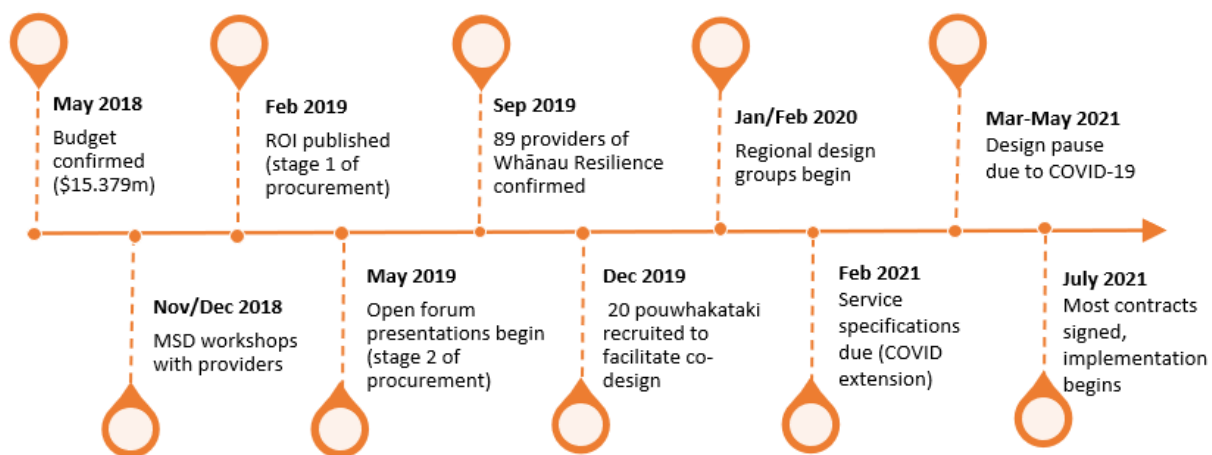 May 2018
Budget
confirmed
($15.379m)
Nov/Dec 2018
MSD workshops
with providers
Feb 2019
ROI published
(stage 1 of
procurement)
May 2019
Open forum
presentations begin
(stage 2 of
procurement)
Sep 2019
89 providers of
Whānau Resilience
confirmed
Dec 2019
20 pouwhakataki
recruited to
facilitate co-
design
Jan/Feb 2020
Regional design
groups begin
Feb 2021
Service
specifications
due (COVID
extension)
Mar-May 2021
Design pause
due to COVID-19
July 2021
Most contracts
signed,
implementation
begins